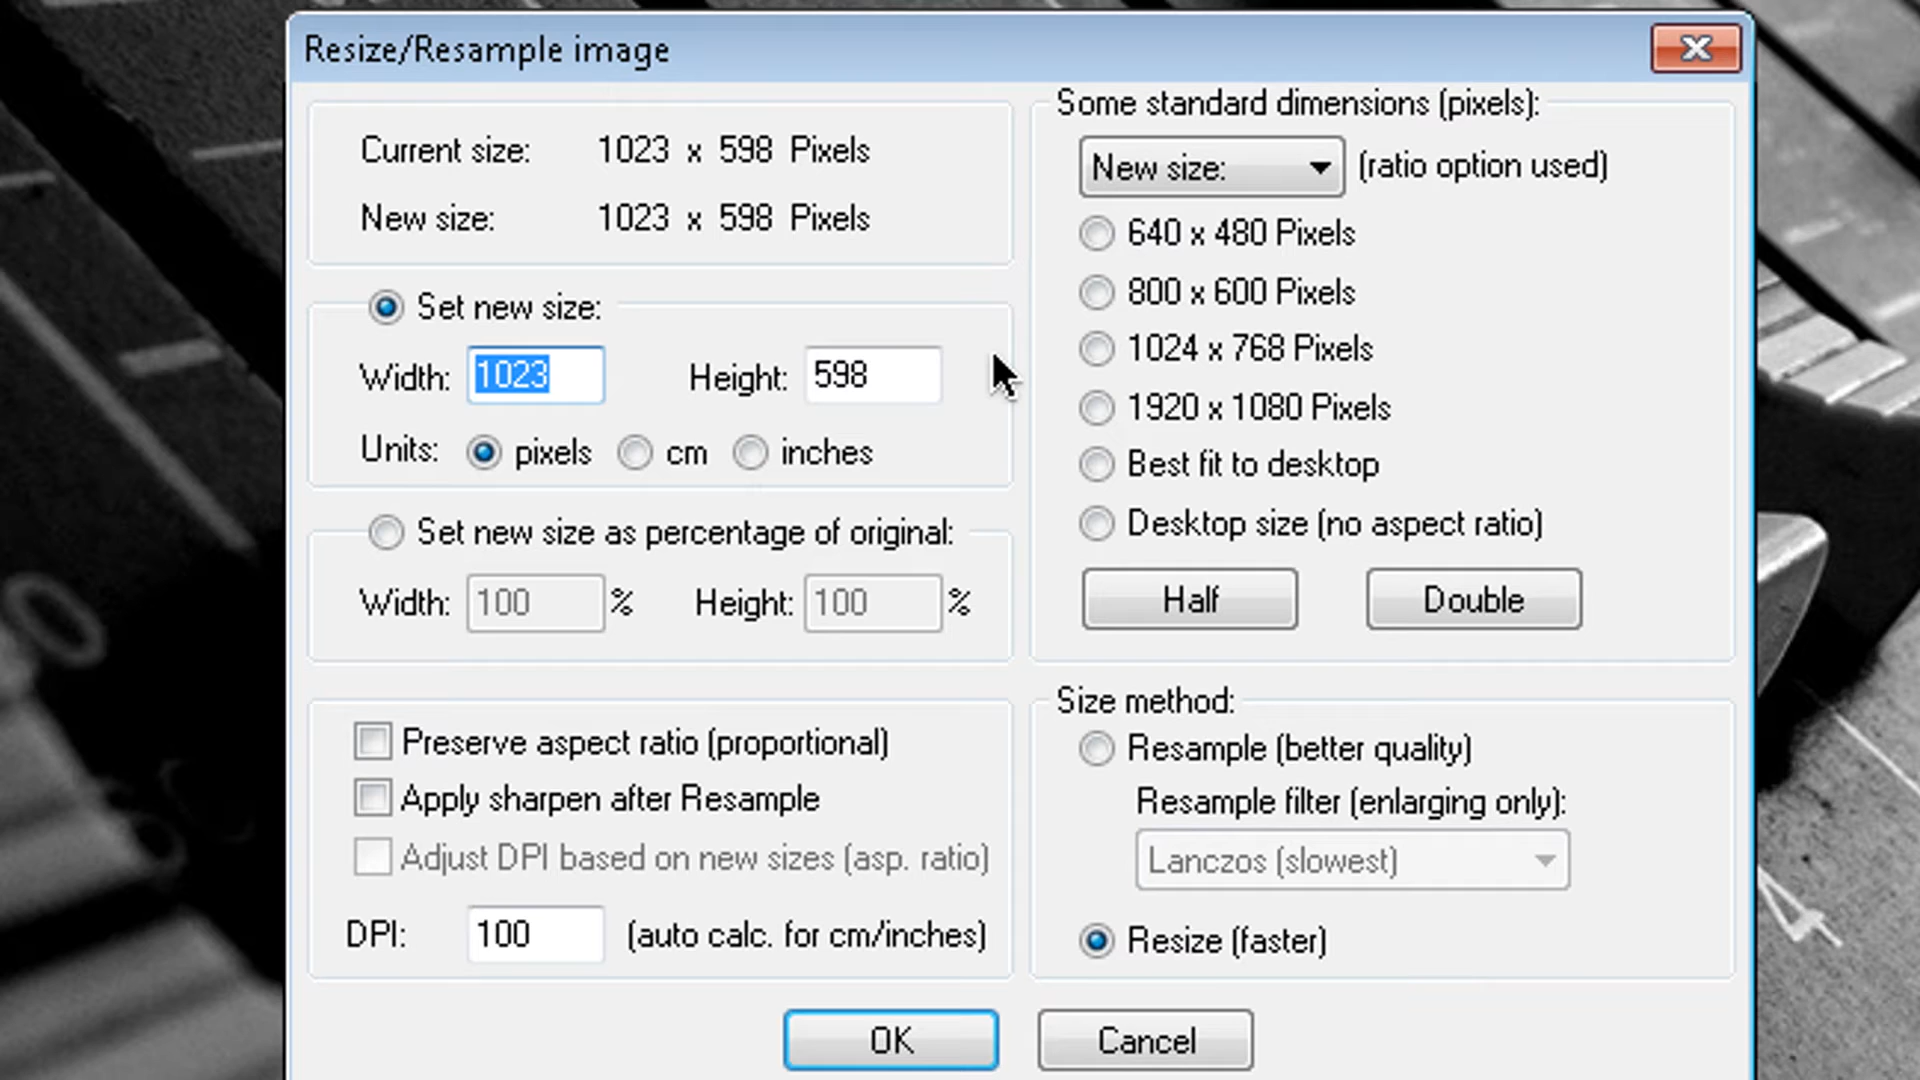 Resize/Resample image
Current size: 1023 x 598 Pixels
New size: 1023 x 598 Pixels
Set new size:
Width: 1023 Height: 598
Units: pixels cm inches
Set new size as percentage of original:
Width: 100 % Height: 100 %
Preserve aspect ratio (proportional)
Apply sharpen after Resample
Adjust DPI based on new sizes (asp. ratio)
DPI: 100 (auto calc. for cm/inches)
Some standard dimensions (pixels):
New size: (ratio option used)
640 x 480 Pixels
800 x 600 Pixels
1024 x 768 Pixels
1920 x 1080 Pixels
Best fit to desktop
Desktop size (no aspect ratio)
Half Double
Size method:
Resample (better quality)
Resample filter (enlarging only):
Lanczos (slowest)
Resize (faster)
OK Cancel